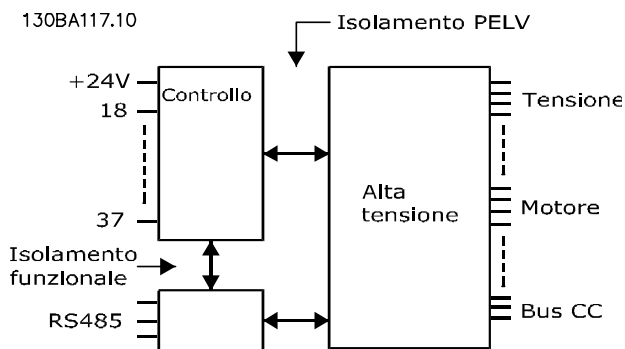 130BA117.10
Isolamento PELV
+24V
Controllo
18
Tensione
37
Alta
tensione
Motore
Isolamento
funzionale
RS485
Bus CC